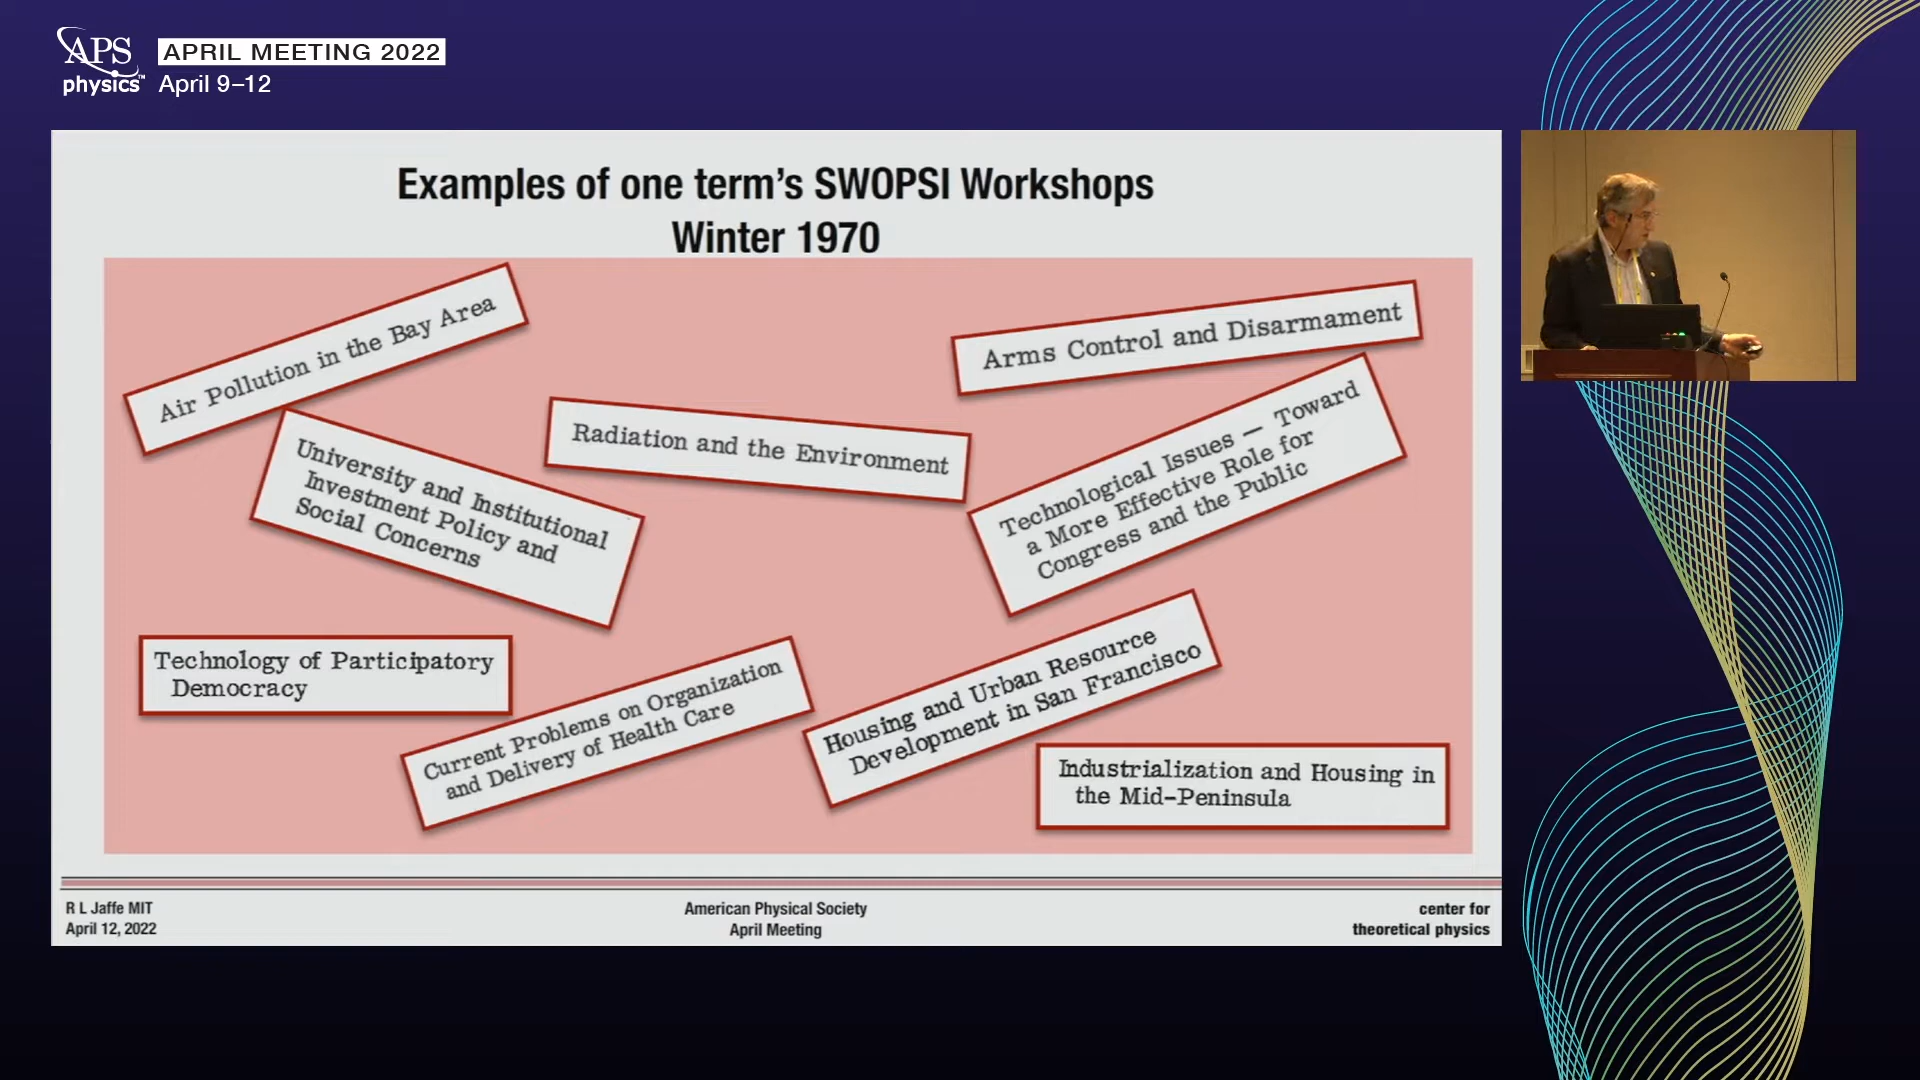 APS
physics™
APRIL MEETING 2022
April 9–12
Examples of one term's SWOPSI Workshops
Winter 1970
Air Pollution in the Bay Area
Arms Control and Disarmament
University and Institutional
Investment Policy and
Social Concerns
Radiation and the Environment
Technological Issues — Toward
a More Effective Role for
Congress and the Public
Technology of Participatory
Democracy
Current Problems on Organization
and Delivery of Health Care
Housing and Urban Resource
Development in San Francisco
Industrialization and Housing in
the Mid-Peninsula
R L Jaffe MIT
April 12, 2022
American Physical Society
April Meeting
center for
theoretical physics